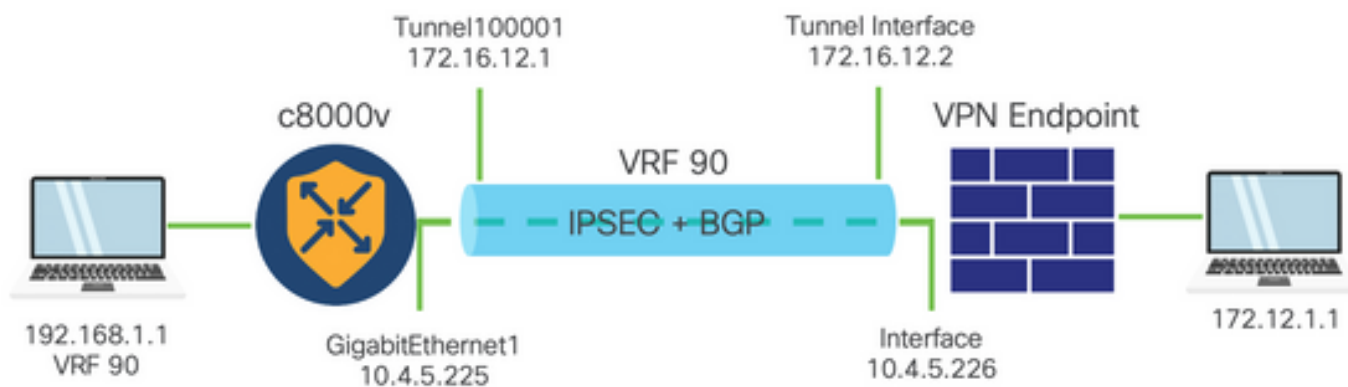 Tunnel100001
172.16.12.1
Tunnel Interface
172.16.12.2
c8000v
VPN Endpoint
VRF 90
IPSEC + BGP
192.168.1.1
VRF 90
GigabitEthernet1
10.4.5.225
Interface
10.4.5.226
172.12.1.1